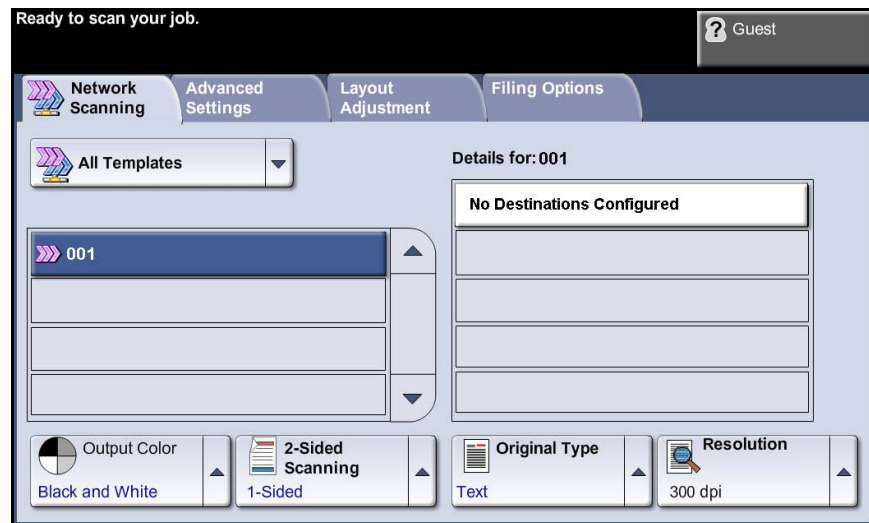 Ready to scan your job.
? Guest
Network Scanning
Advanced Settings
Layout Adjustment
Filing Options
All Templates
Details for: 001
No Destinations Configured
001
Output Color
Black and White
2-Sided Scanning
1-Sided
Original Type
Text
Resolution
300 dpi